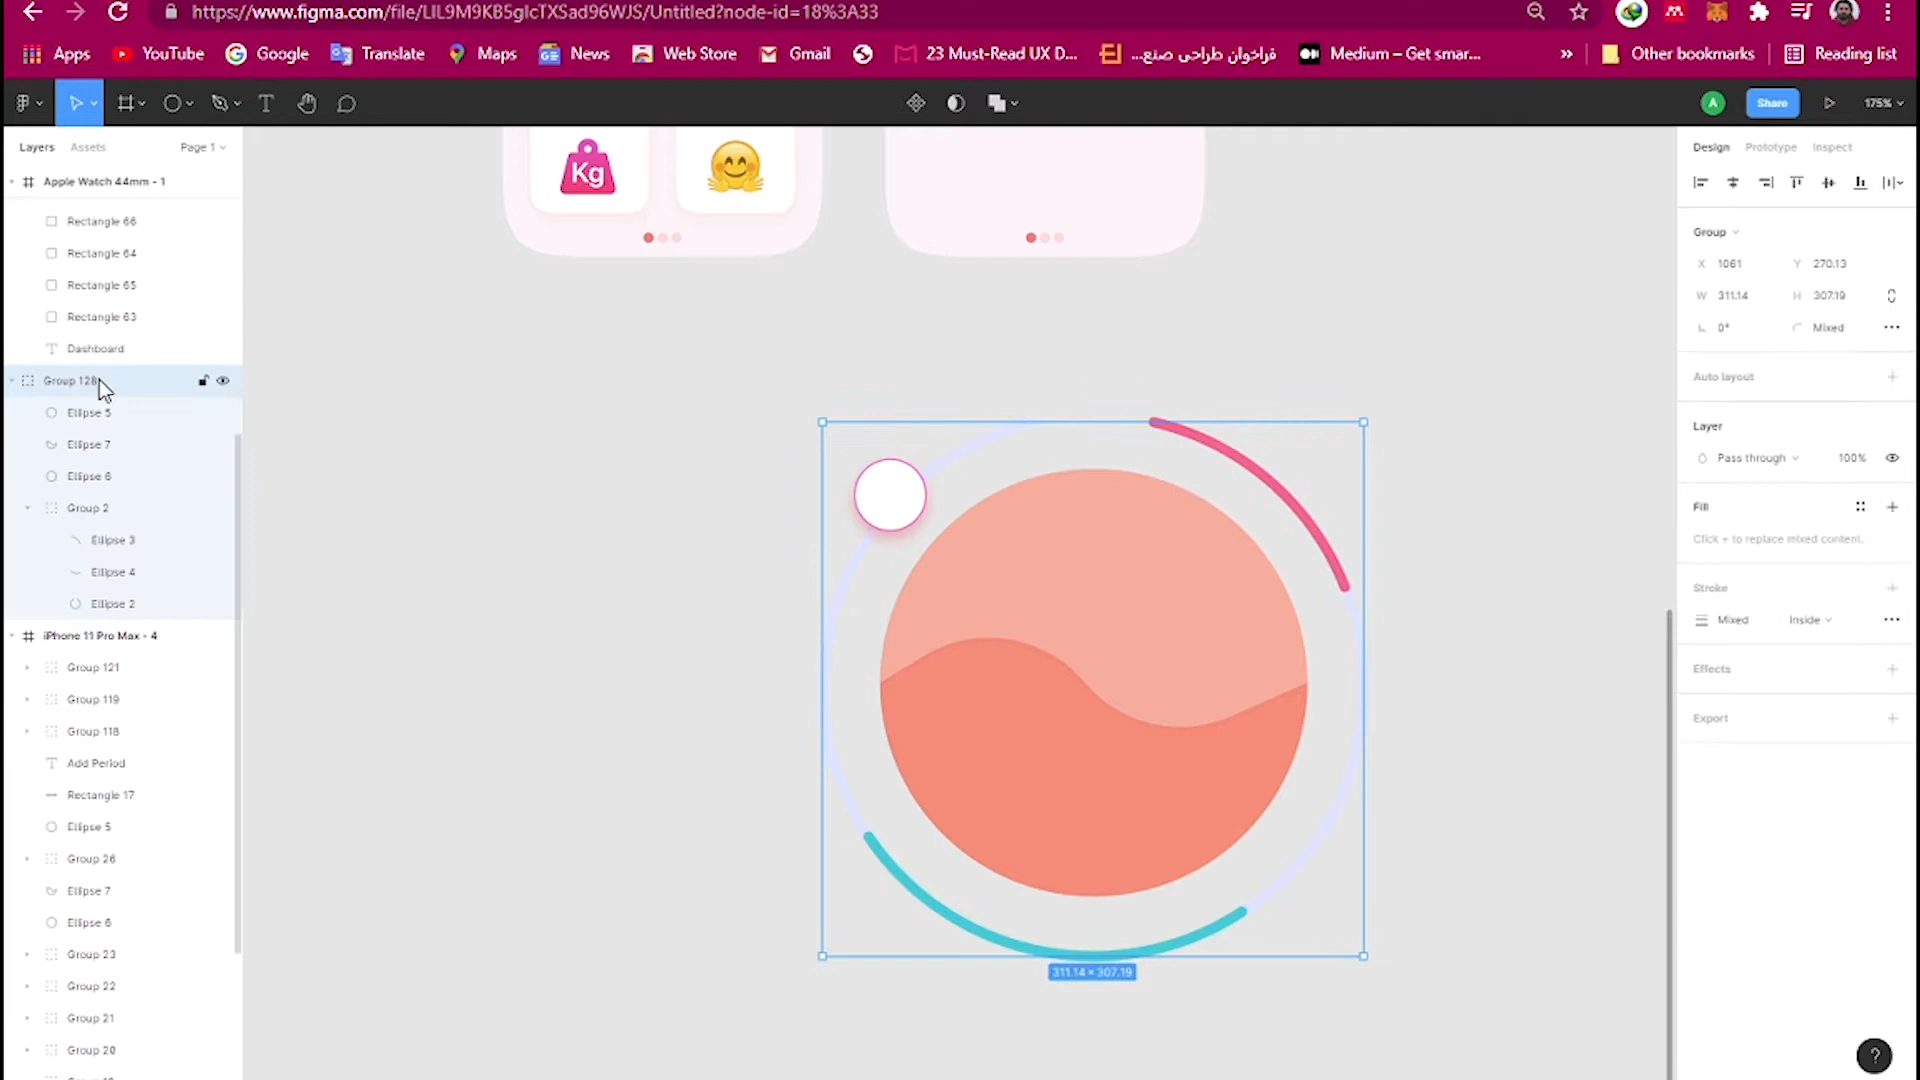 https://www.figma.com/file/LlL9M9KB5glcTXSad96WJS/Untitled?node-id=18%3A33
Apps YouTube Google Translate Maps News Web Store Gmail 23 Must-Read UX D... فراخوان طراحی صنع... Medium – Get smar... » Other bookmarks Reading list
A Share 175%
Layers Assets Page 1
Apple Watch 44mm - 1
Rectangle 66
Rectangle 64
Rectangle 65
Rectangle 63
Dashboard
Group 128
Ellipse 5
Ellipse 7
Ellipse 6
Group 2
Ellipse 3
Ellipse 4
Ellipse 2
iPhone 11 Pro Max - 4
Group 121
Group 119
Group 118
Add Period
Rectangle 17
Ellipse 5
Group 26
Ellipse 7
Ellipse 6
Group 23
Group 22
Group 21
Group 20
Kg
311.14 × 307.19
Design Prototype Inspect
Group
X 1061 Y 270.13
W 311.14 H 307.19
0° Mixed
Auto layout
Layer
Pass through 100%
Fill
Click + to replace mixed content.
Stroke
Mixed Inside
Effects
Export
?